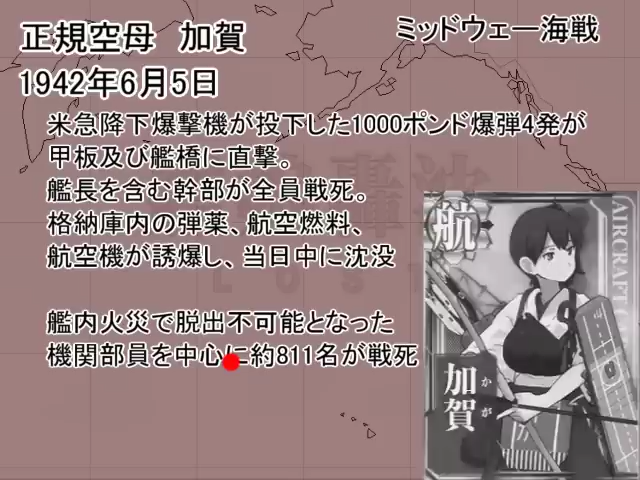 正規空母　加賀
ミッドウェー海戦
1942年6月5日
米急降下爆撃機が投下した1000ポンド爆弾4発が
甲板及び艦橋に直撃。
艦長を含む幹部が全員戦死。
格納庫内の弾薬、航空燃料、
航空機が誘爆し、当日中に沈没
艦内火災で脱出不可能となった
機関部員を中心に約811名が戦死
轟沈
LOST
航
AIRCRAFT C
加賀
かが